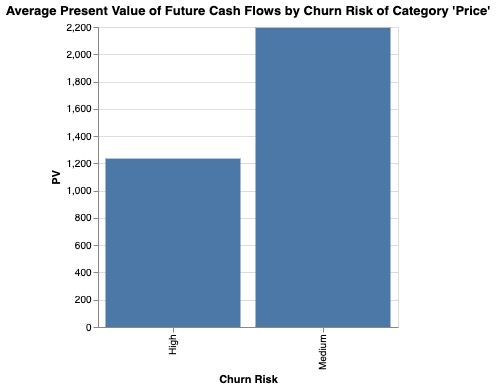 Average Present Value of Future Cash Flows by Churn Risk of Category 'Price'
2,200
2,000
1,800
1,600
1,400
1,200
1,000
800
600
400
200
0
PV
High
Medium
Churn Risk